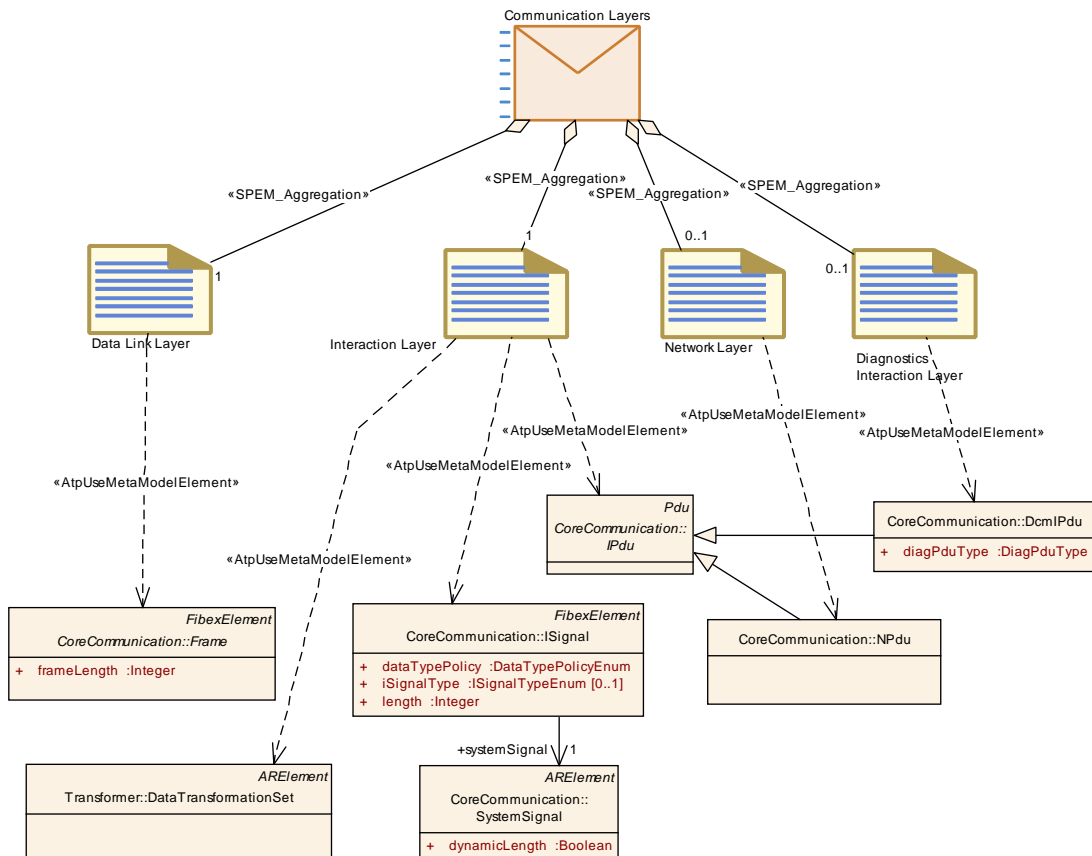 Communication Layers
«SPEM_Aggregation»
«SPEM_Aggregation»
«SPEM_Aggregation»
«SPEM_Aggregation»
1
1
0..1
0..1
Data Link Layer
Interaction Layer
Network Layer
Diagnostics
Interaction Layer
«AtpUseMetaModelElement»
«AtpUseMetaModelElement»
«AtpUseMetaModelElement»
«AtpUseMetaModelElement»
«AtpUseMetaModelElement»
«AtpUseMetaModelElement»
Pdu
CoreCommunication::
IPdu
CoreCommunication::DcmIPdu
+ diagPduType :DiagPduType
FibexElement
CoreCommunication::Frame
+ frameLength :Integer
FibexElement
CoreCommunication::ISignal
+ dataTypePolicy :DataTypePolicyEnum
+ iSignalType :ISignalTypeEnum [0..1]
+ length :Integer
CoreCommunication::NPdu
+systemSignal
1
ARElement
Transformer::DataTransformationSet
ARElement
CoreCommunication::
SystemSignal
+ dynamicLength :Boolean